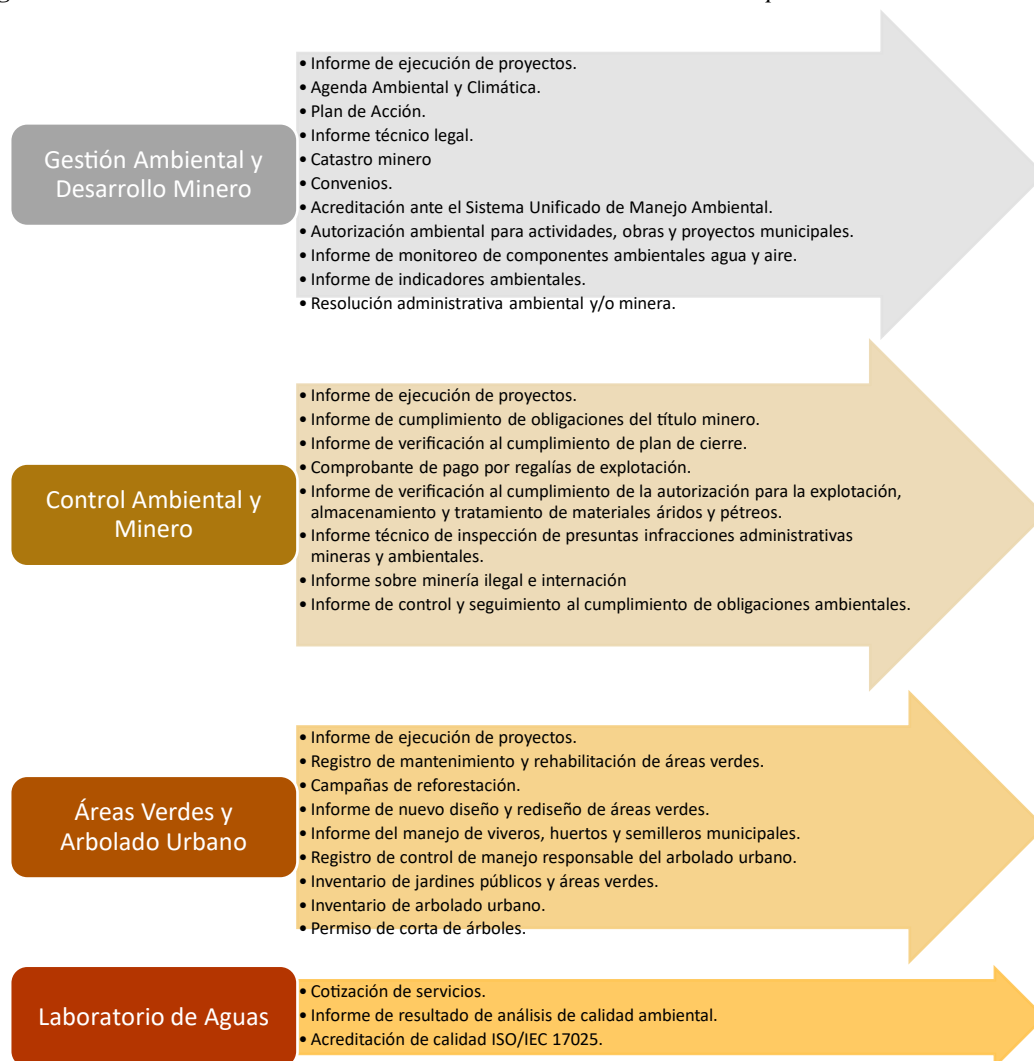 Gestión Ambiental y
Desarrollo Minero
• Informe de ejecución de proyectos.
• Agenda Ambiental y Climática.
• Plan de Acción.
• Informe técnico legal.
• Catastro minero
• Convenios.
• Acreditación ante el Sistema Unificado de Manejo Ambiental.
• Autorización ambiental para actividades, obras y proyectos municipales.
• Informe de monitoreo de componentes ambientales agua y aire.
• Informe de indicadores ambientales.
• Resolución administrativa ambiental y/o minera.
Control Ambiental y
Minero
• Informe de ejecución de proyectos.
• Informe de cumplimiento de obligaciones del título minero.
• Informe de verificación al cumplimiento de plan de cierre.
• Comprobante de pago por regalías de explotación.
• Informe de verificación al cumplimiento de la autorización para la explotación,
almacenamiento y tratamiento de materiales áridos y pétreos.
• Informe técnico de inspección de presuntas infracciones administrativas
mineras y ambientales.
• Informe sobre minería ilegal e internación
• Informe de control y seguimiento al cumplimiento de obligaciones ambientales.
Áreas Verdes y
Arbolado Urbano
• Informe de ejecución de proyectos.
• Registro de mantenimiento y rehabilitación de áreas verdes.
• Campañas de reforestación.
• Informe de nuevo diseño y rediseño de áreas verdes.
• Informe del manejo de viveros, huertos y semilleros municipales.
• Registro de control de manejo responsable del arbolado urbano.
• Inventario de jardines públicos y áreas verdes.
• Inventario de arbolado urbano.
• Permiso de corta de árboles.
Laboratorio de Aguas
• Cotización de servicios.
• Informe de resultado de análisis de calidad ambiental.
• Acreditación de calidad ISO/IEC 17025.